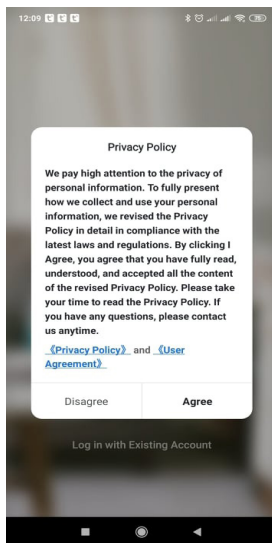 12:09
35
Privacy Policy
We pay high attention to the privacy of
personal information. To fully present
how we collect and use your personal
information, we revised the Privacy
Policy in detail in compliance with the
latest laws and regulations. By clicking I
Agree, you agree that you have fully read,
understood, and accepted all the content
of the revised Privacy Policy. Please take
your time to read the Privacy Policy. If
you have any questions, please contact
us anytime.
《Privacy Policy》 and 《User
Agreement》
Disagree Agree
Log in with Existing Account